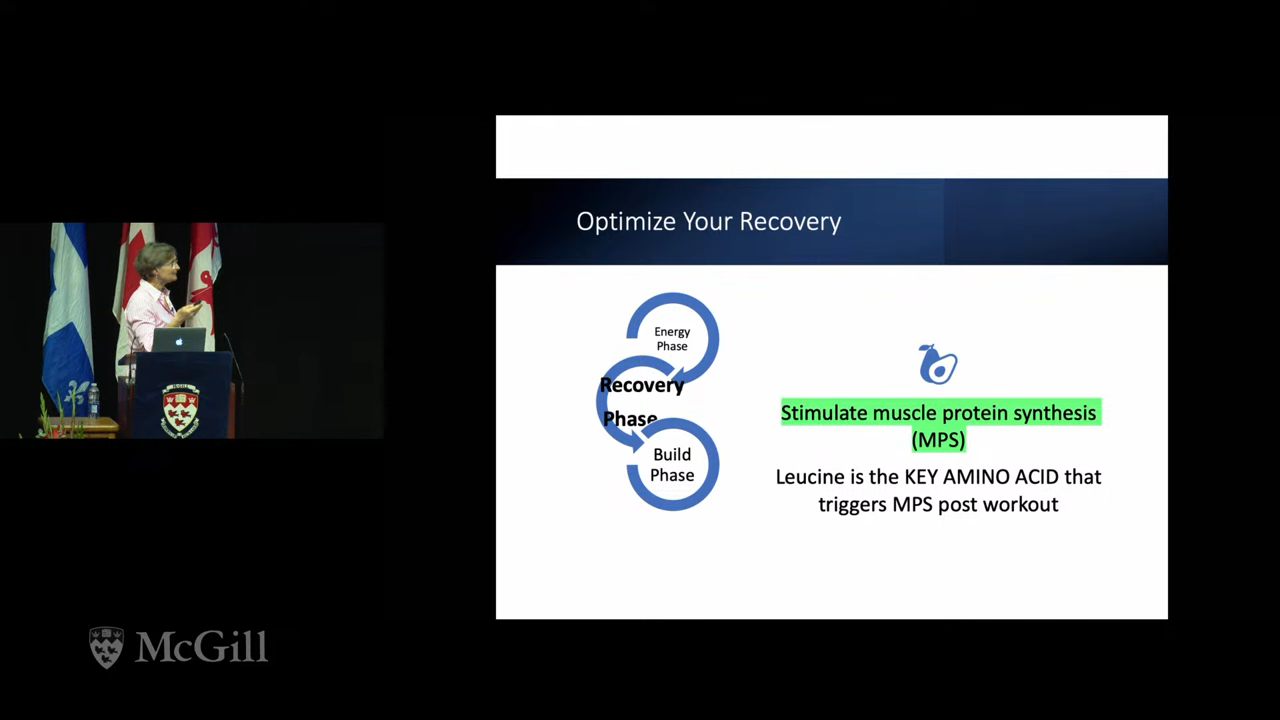 Optimize Your Recovery
Energy
Phase
Recovery
Phase
Build
Phase
Stimulate muscle protein synthesis
(MPS)
Leucine is the KEY AMINO ACID that
triggers MPS post workout
McGill
McGill